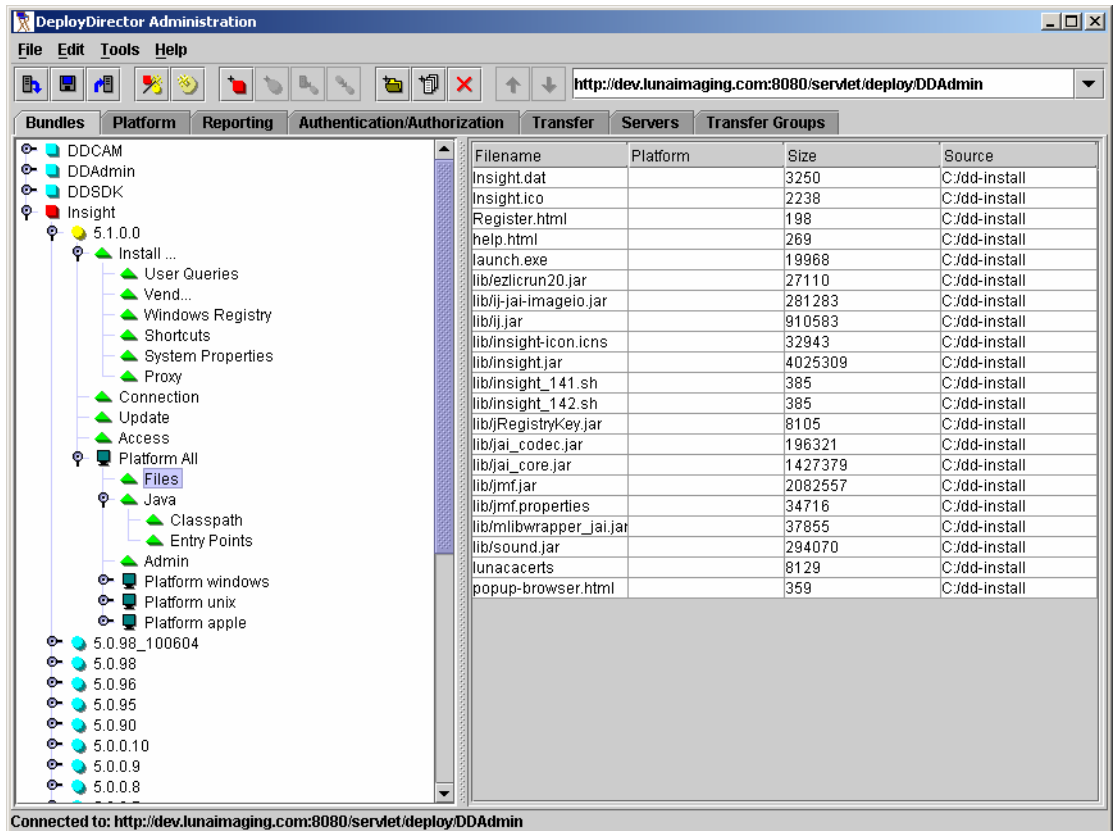 DeployDirector Administration
File Edit Tools Help
http://dev.lunaimaging.com:8080/servlet/deploy/DDAdmin
Bundles Platform Reporting Authentication/Authorization Transfer Servers Transfer Groups
DDCAM
DDAdmin
DDSDK
Insight
5.1.0.0
Install ...
User Queries
Vend...
Windows Registry
Shortcuts
System Properties
Proxy
Connection
Update
Access
Platform All
Files
Java
Classpath
Entry Points
Admin
Platform windows
Platform unix
Platform apple
5.0.98_100604
5.0.98
5.0.96
5.0.95
5.0.90
5.0.0.10
5.0.0.9
5.0.0.8
Filename Platform Size Source
Insight.dat 3250 C:/dd-install
Insight.ico 2238 C:/dd-install
Register.html 198 C:/dd-install
help.html 269 C:/dd-install
launch.exe 19968 C:/dd-install
lib/ezlicrun20.jar 27110 C:/dd-install
lib/ij-jai-imageio.jar 281283 C:/dd-install
lib/ij.jar 910583 C:/dd-install
lib/insight-icon.icns 32943 C:/dd-install
lib/insight.jar 4025309 C:/dd-install
lib/insight_141.sh 385 C:/dd-install
lib/insight_142.sh 385 C:/dd-install
lib/jRegistryKey.jar 8105 C:/dd-install
lib/jai_codec.jar 196321 C:/dd-install
lib/jai_core.jar 1427379 C:/dd-install
lib/jmf.jar 2082557 C:/dd-install
lib/jmf.properties 34716 C:/dd-install
lib/mlibwrapper_jai.jar 37855 C:/dd-install
lib/sound.jar 294070 C:/dd-install
lunacacerts 8129 C:/dd-install
popup-browser.html 359 C:/dd-install
Connected to: http://dev.lunaimaging.com:8080/servlet/deploy/DDAdmin